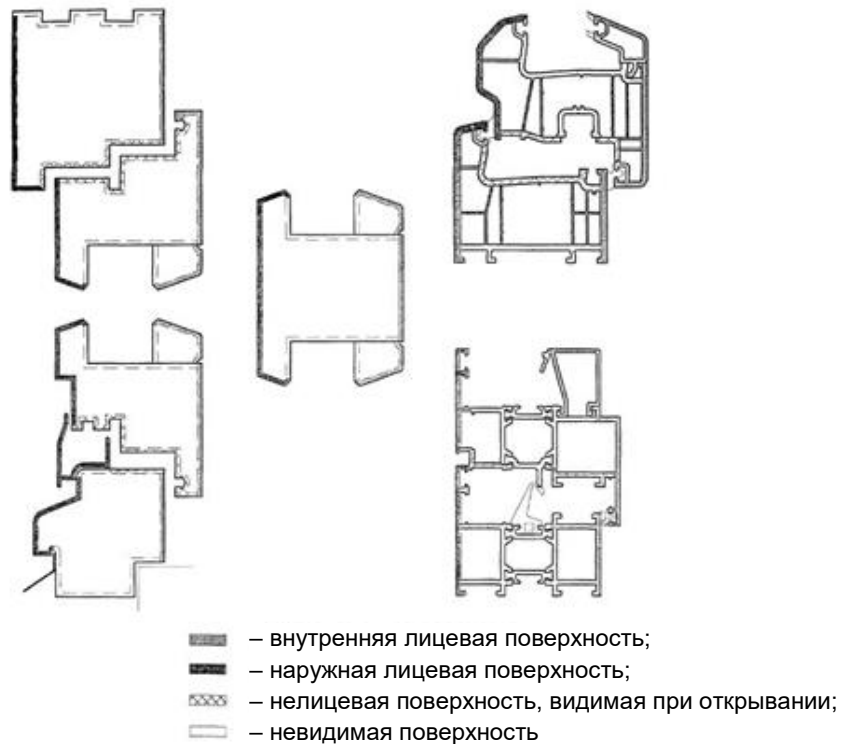 – внутренняя лицевая поверхность;
– наружная лицевая поверхность;
– нелицевая поверхность, видимая при открывании;
– невидимая поверхность